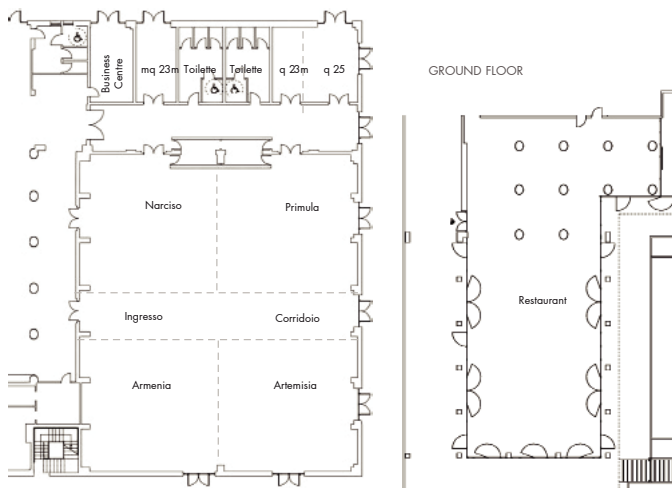 GROUND FLOOR
Business
Centre
mq 23m
Toilette
Toilette
q 23m
q 25
Narciso
Primula
Ingresso
Corridoio
Restaurant
Armenia
Artemisia